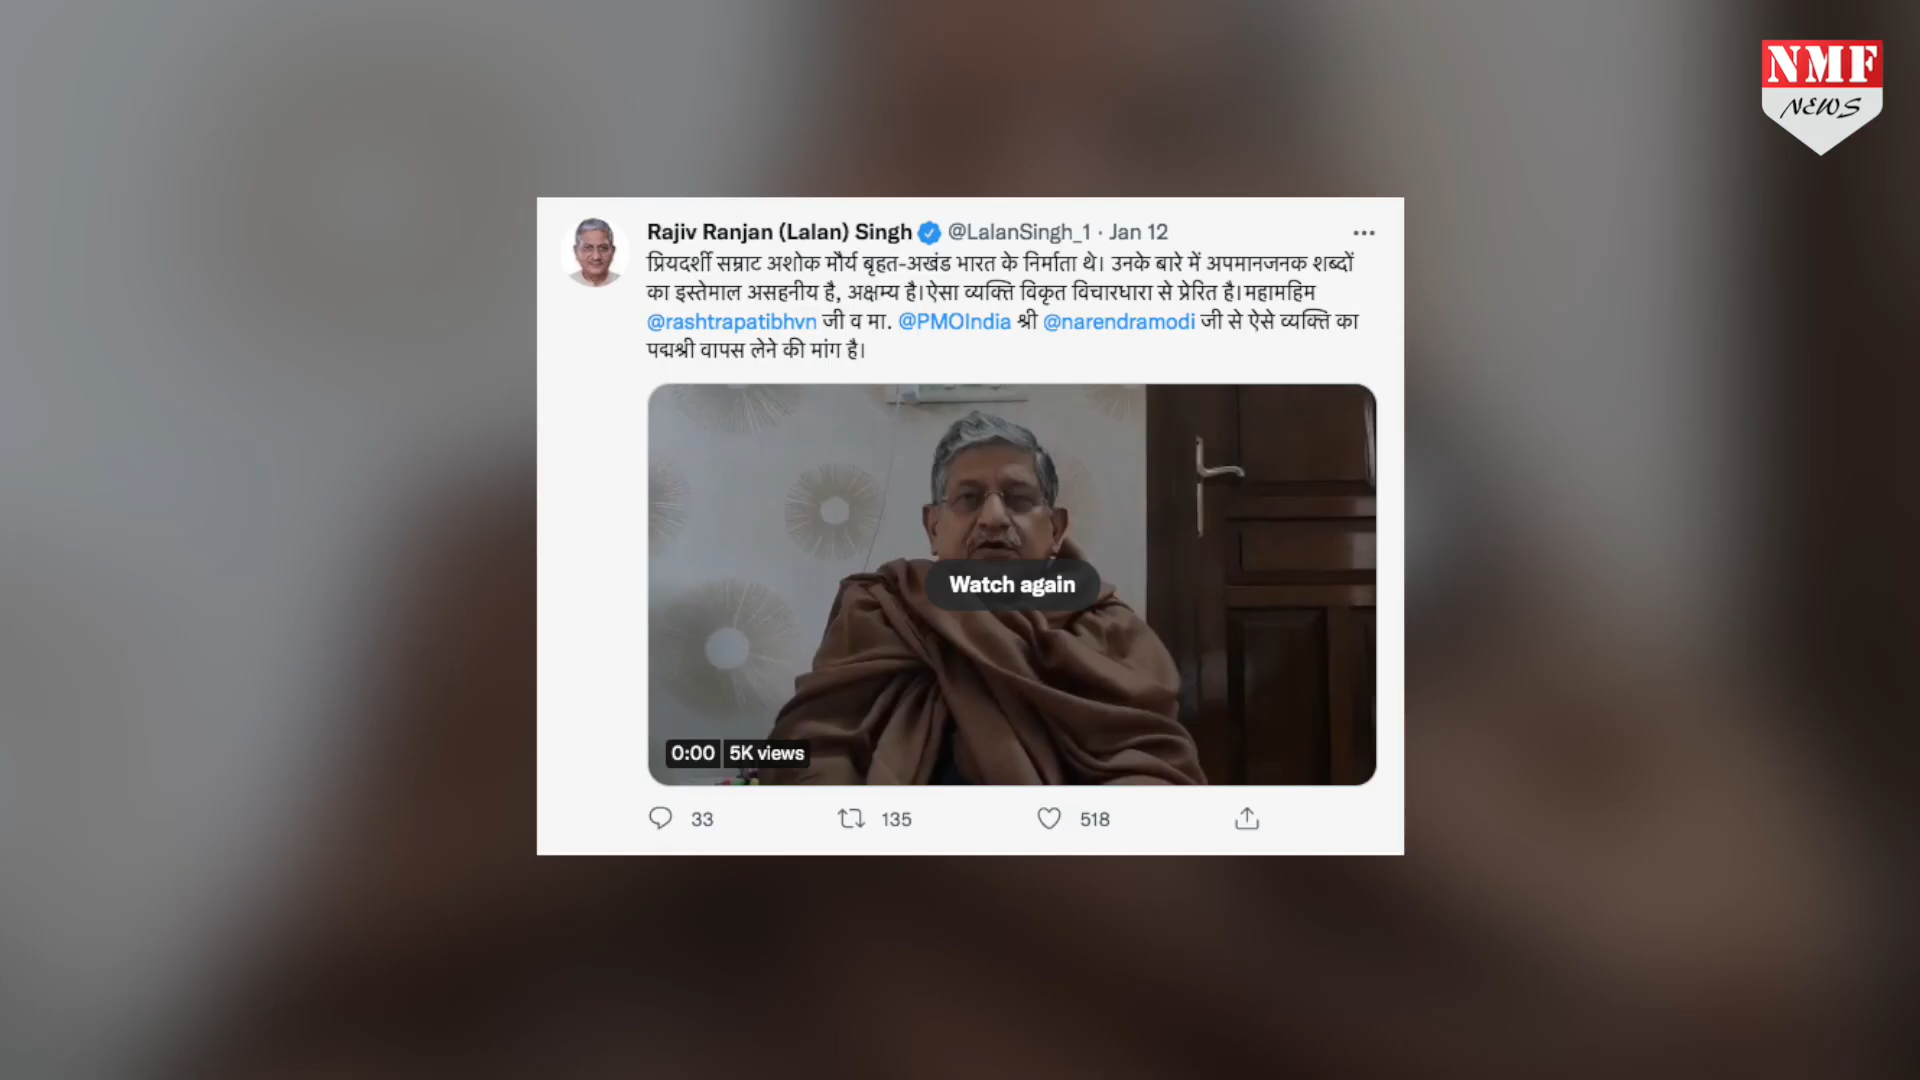 NMF
NEWS
Rajiv Ranjan (Lalan) Singh @LalanSingh_1 · Jan 12
प्रियदर्शी सम्राट अशोक मौर्य बृहत-अखंड भारत के निर्माता थे। उनके बारे में अपमानजनक शब्दों
का इस्तेमाल असहनीय है, अक्षम्य है।ऐसा व्यक्ति विकृत विचारधारा से प्रेरित है।महामहिम
@rashtrapatibhvn जी व मा. @PMOIndia श्री @narendramodi जी से ऐसे व्यक्ति का
पद्मश्री वापस लेने की मांग है।
Watch again
0:00 5K views
33 135 518